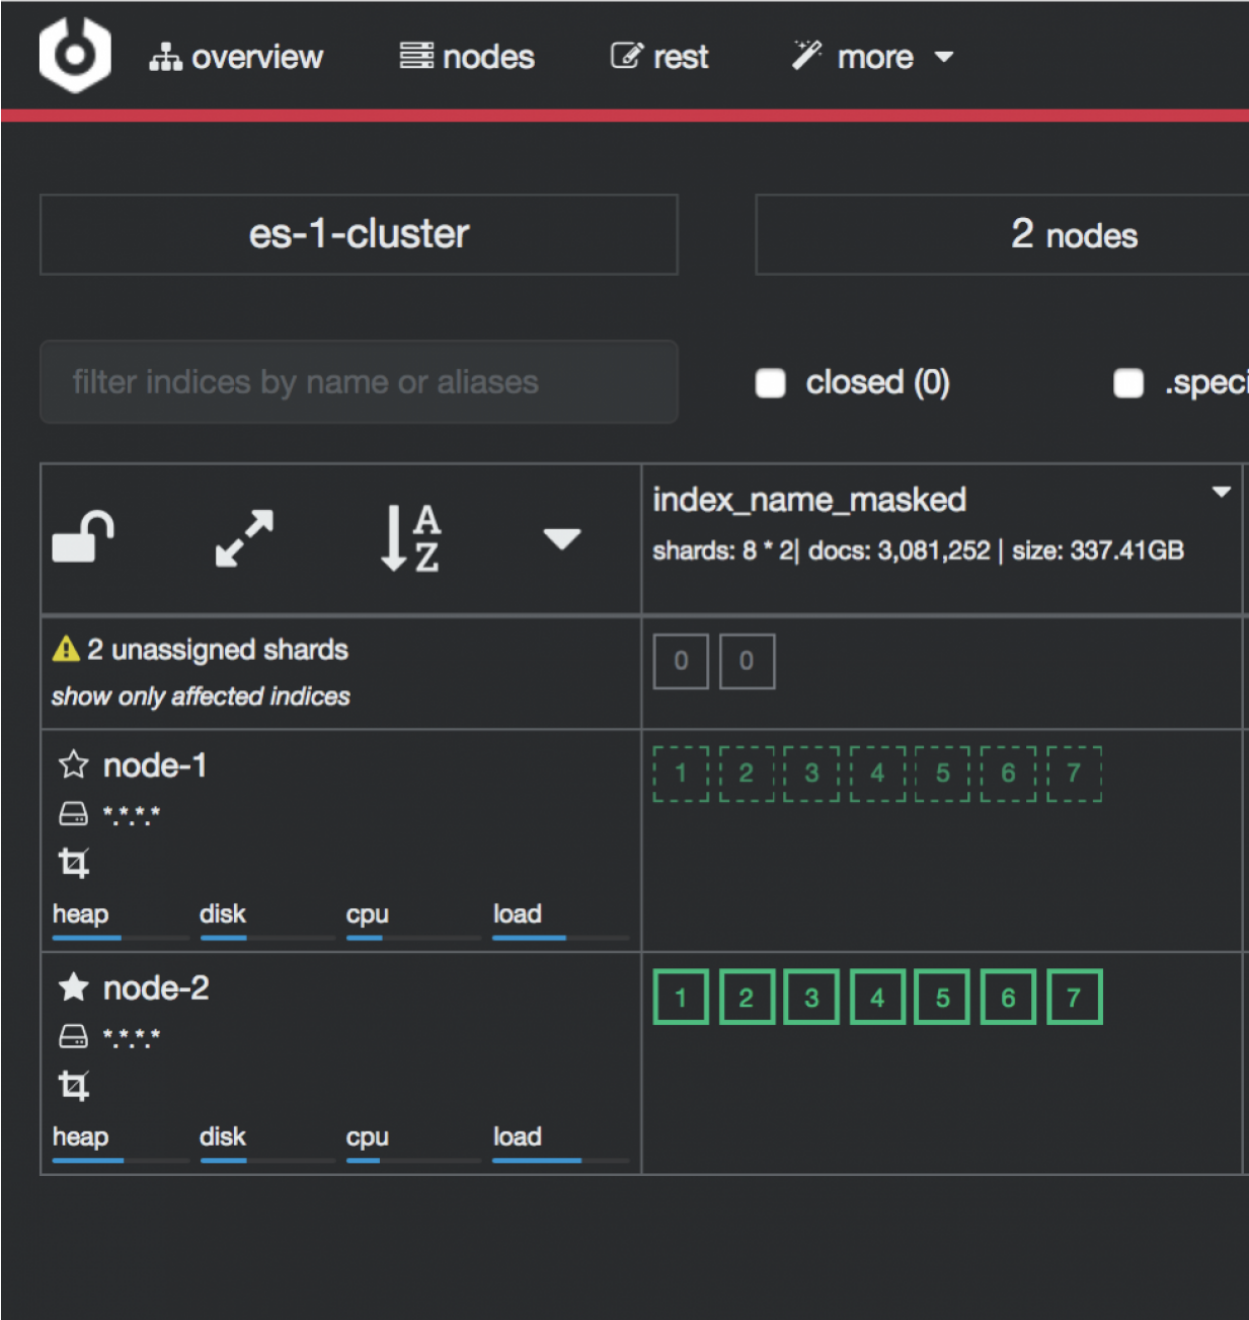 overview nodes rest more
es-1-cluster 2 nodes
filter indices by name or aliases closed (0) .speci
A
Z
index_name_masked
shards: 8 * 2| docs: 3,081,252 | size: 337.41GB
2 unassigned shards
show only affected indices
0 0
node-1
*.*.*.*
heap disk cpu load
1 2 3 4 5 6 7
node-2
*.*.*.*
heap disk cpu load
1 2 3 4 5 6 7